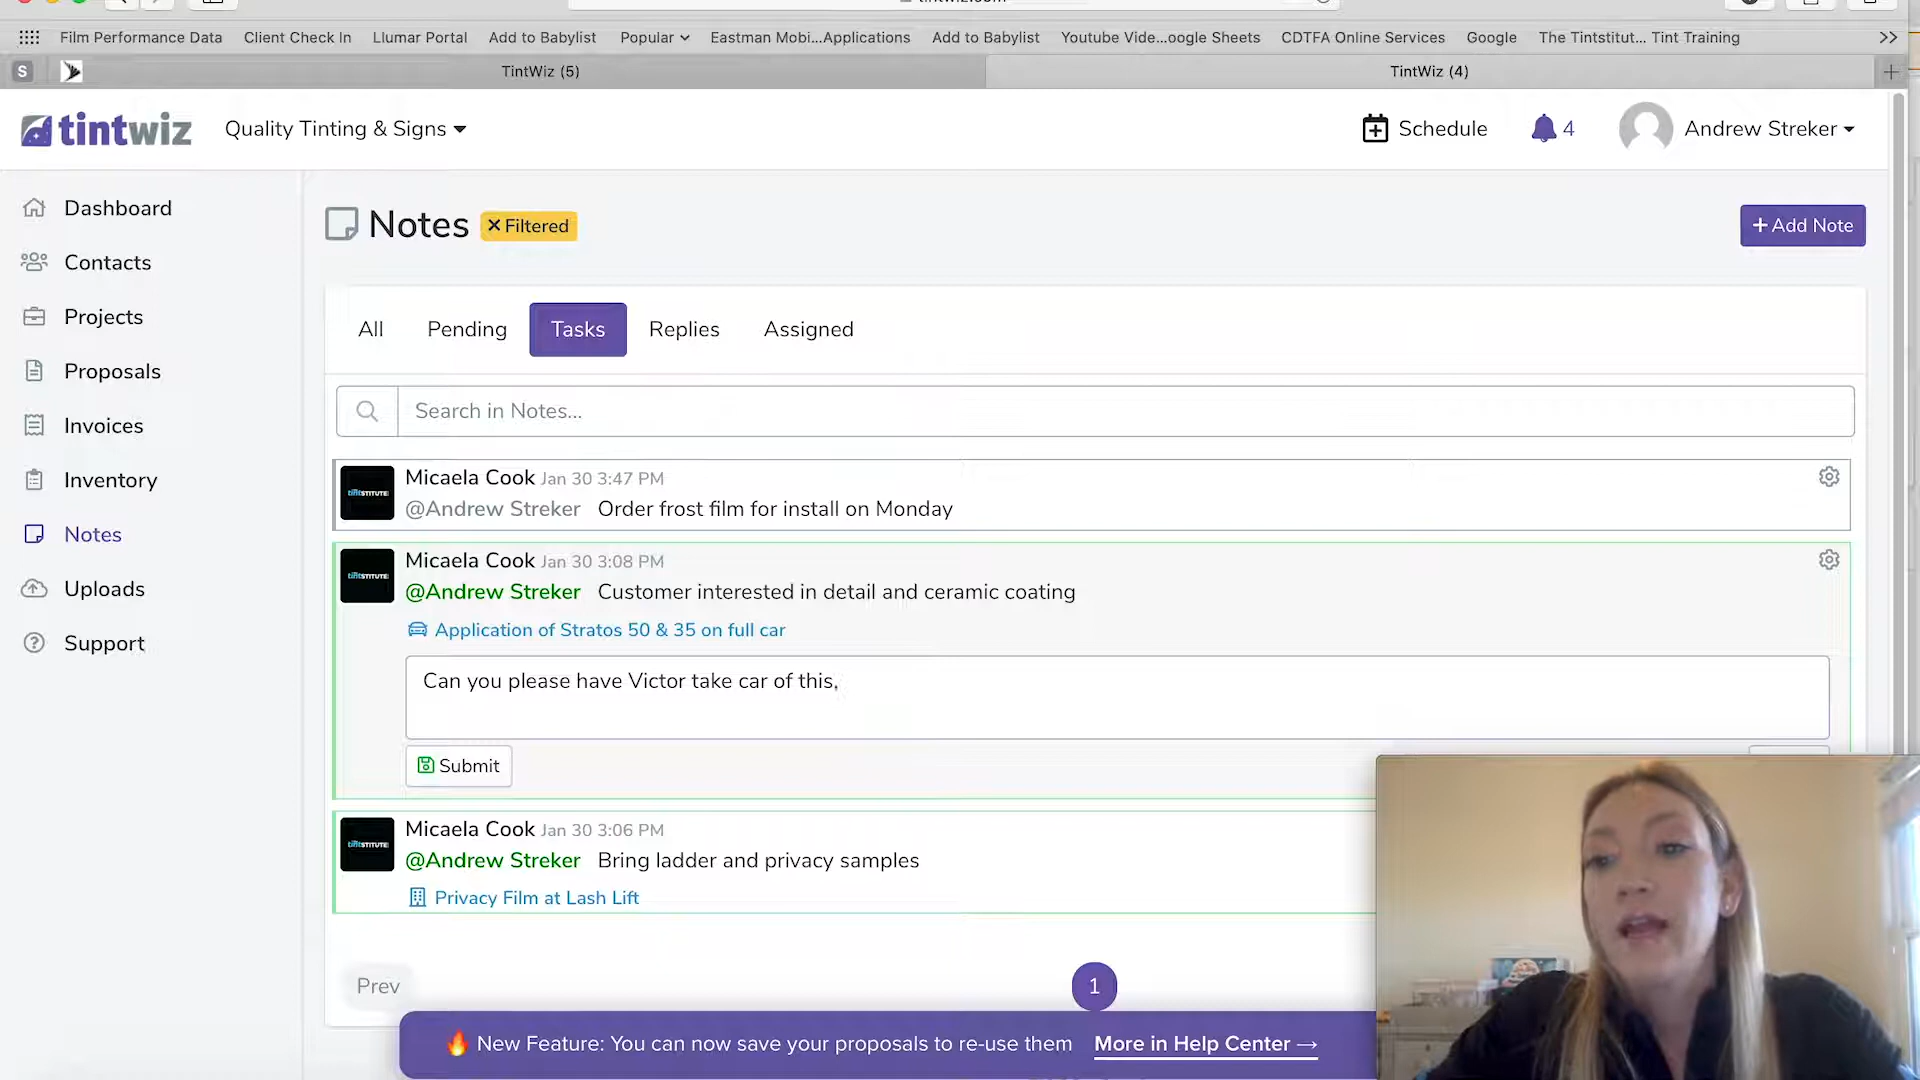 Film Performance Data Client Check In Llumar Portal Add to Babylist Popular Eastman Mobi...Applications Add to Babylist Youtube Vide...oogle Sheets CDTFA Online Services Google The Tintstitut... Tint Training >>
S TintWiz (5) TintWiz (4) +
tintwiz Quality Tinting & Signs Schedule 4 Andrew Streker
Dashboard
Contacts
Projects
Proposals
Invoices
Inventory
Notes
Uploads
Support
Notes ✕ Filtered + Add Note
All Pending Tasks Replies Assigned
Search in Notes...
Micaela Cook Jan 30 3:47 PM
@Andrew Streker Order frost film for install on Monday
Micaela Cook Jan 30 3:08 PM
@Andrew Streker Customer interested in detail and ceramic coating
Application of Stratos 50 & 35 on full car
Can you please have Victor take car of this,
Submit
Micaela Cook Jan 30 3:06 PM
@Andrew Streker Bring ladder and privacy samples
Privacy Film at Lash Lift
Prev 1
🔥 New Feature: You can now save your proposals to re-use them More in Help Center →